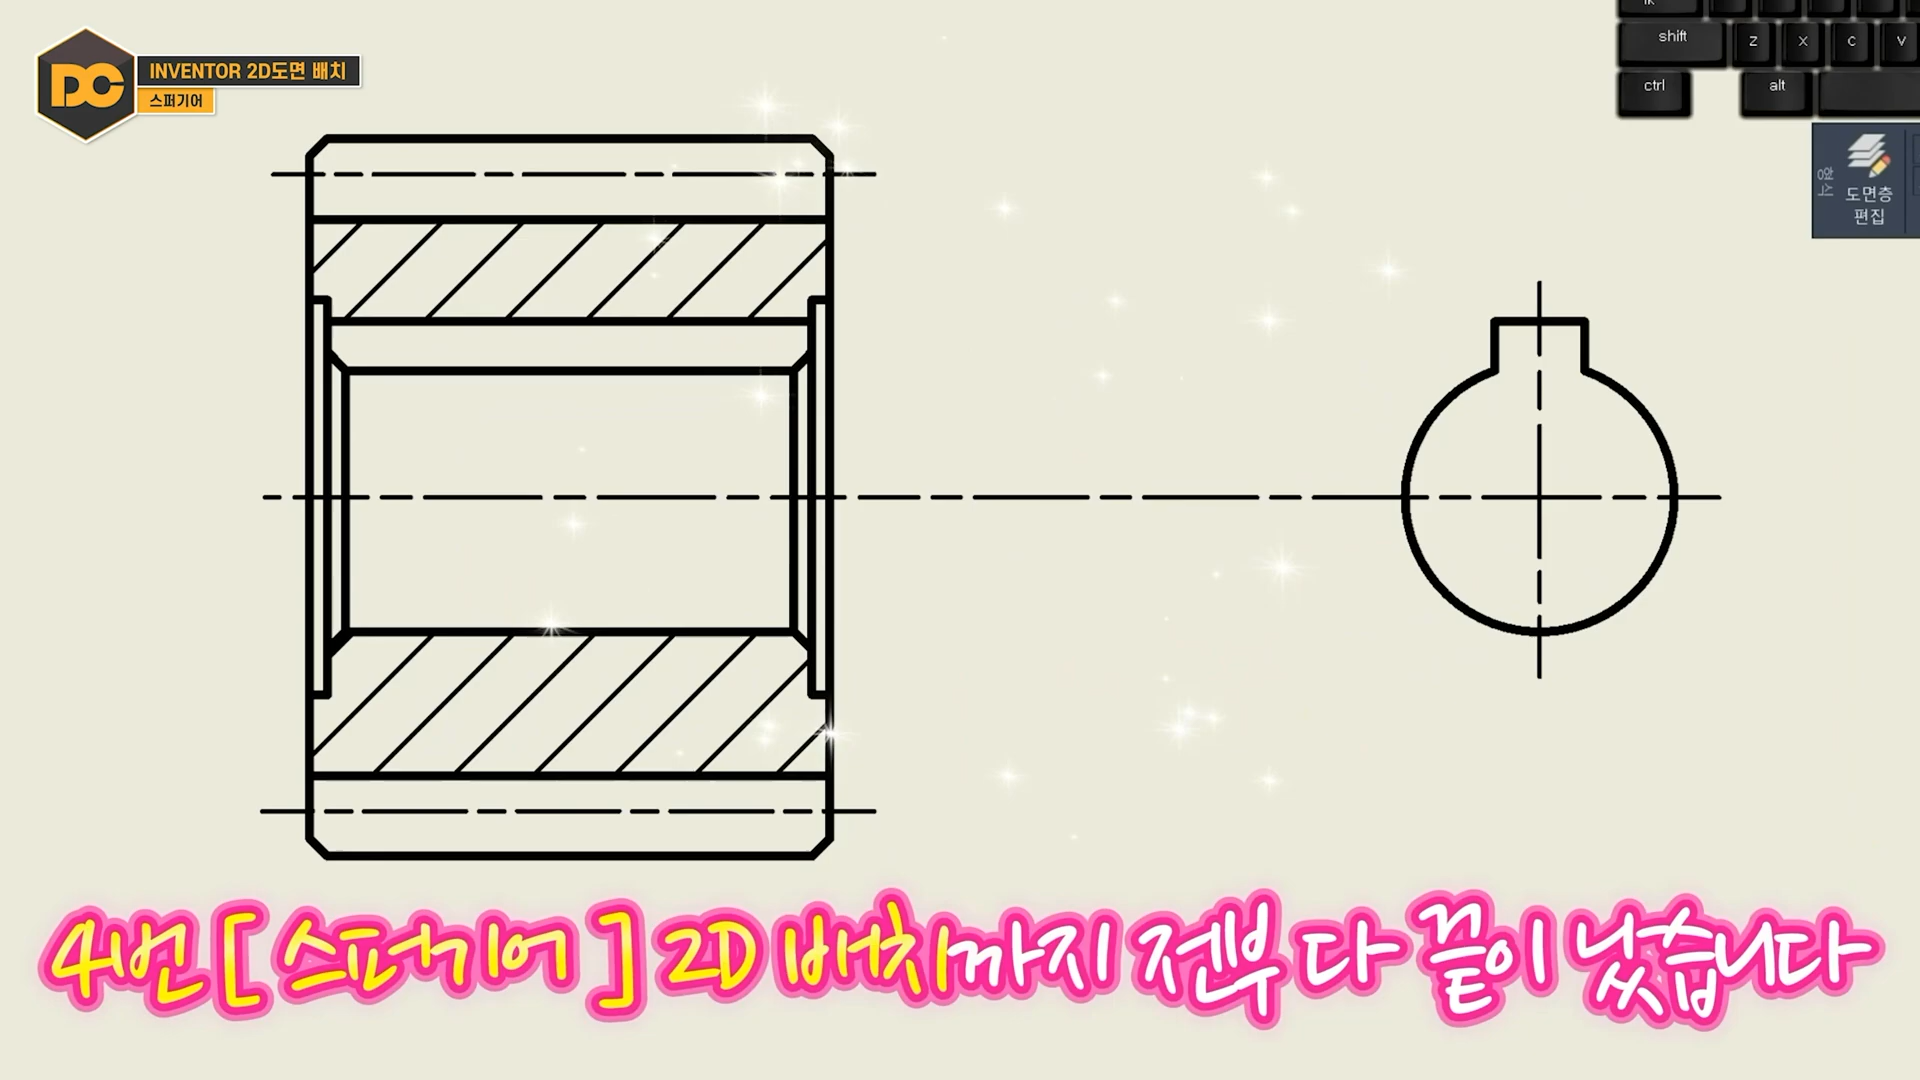 DC
INVENTOR 2D도면 배치
스퍼기어
shift
Z X C V
ctrl alt
형식
도면층
편집
4번 [ 스퍼기어 ] 2D 배치까지 전부 다 끝이 났습니다